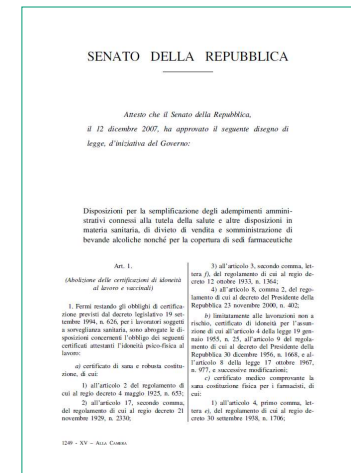 SENATO DELLA REPUBBLICA
Attesto che il Senato della Repubblica,
il 12 dicembre 2007, ha approvato il seguente disegno di
legge, d'iniziativa del Governo:
Disposizioni per la semplificazione degli adempimenti ammini-
strativi connessi alla tutela della salute e altre disposizioni in
materia sanitaria, di divieto di vendita e somministrazione di
bevande alcoliche nonché per la copertura di sedi farmaceutiche
Art. 1.
(Abolizione delle certificazioni di idoneità
al lavoro e vaccinali)
1. Fermi restando gli obblighi di certifica-
zione previsti dal decreto legislativo 19 set-
tembre 1994, n. 626, per i lavoratori soggetti
a sorveglianza sanitaria, sono abrogate le di-
sposizioni concernenti l'obbligo dei seguenti
certificati attestanti l'idoneità psico-fisica al
lavoro:
a) certificato di sana e robusta costitu-
zione, di cui:
1) all'articolo 2 del regolamento di
cui al regio decreto 4 maggio 1925, n. 653;
2) all'articolo 17, secondo comma,
del regolamento di cui al regio decreto 21
novembre 1929, n. 2330;
3) all'articolo 3, secondo comma, let-
tera f), del regolamento di cui al regio de-
creto 12 ottobre 1933, n. 1364;
4) all'articolo 8, comma 2, del rego-
lamento di cui al decreto del Presidente della
Repubblica 23 novembre 2000, n. 402;
b) limitatamente alle lavorazioni non a
rischio, certificato di idoneità per l'assun-
zione di cui all'articolo 4 della legge 19 gen-
naio 1955, n. 25, all'articolo 9 del regola-
mento di cui al decreto del Presidente della
Repubblica 30 dicembre 1956, n. 1668, e al-
l'articolo 8 della legge 17 ottobre 1967,
n. 977, e successive modificazioni;
c) certificato medico comprovante la
sana costituzione fisica per i farmacisti, di
cui:
1) all'articolo 4, primo comma, let-
tera e), del regolamento di cui al regio de-
creto 30 settembre 1938, n. 1706;
1249 - XV - ALLA CAMERA